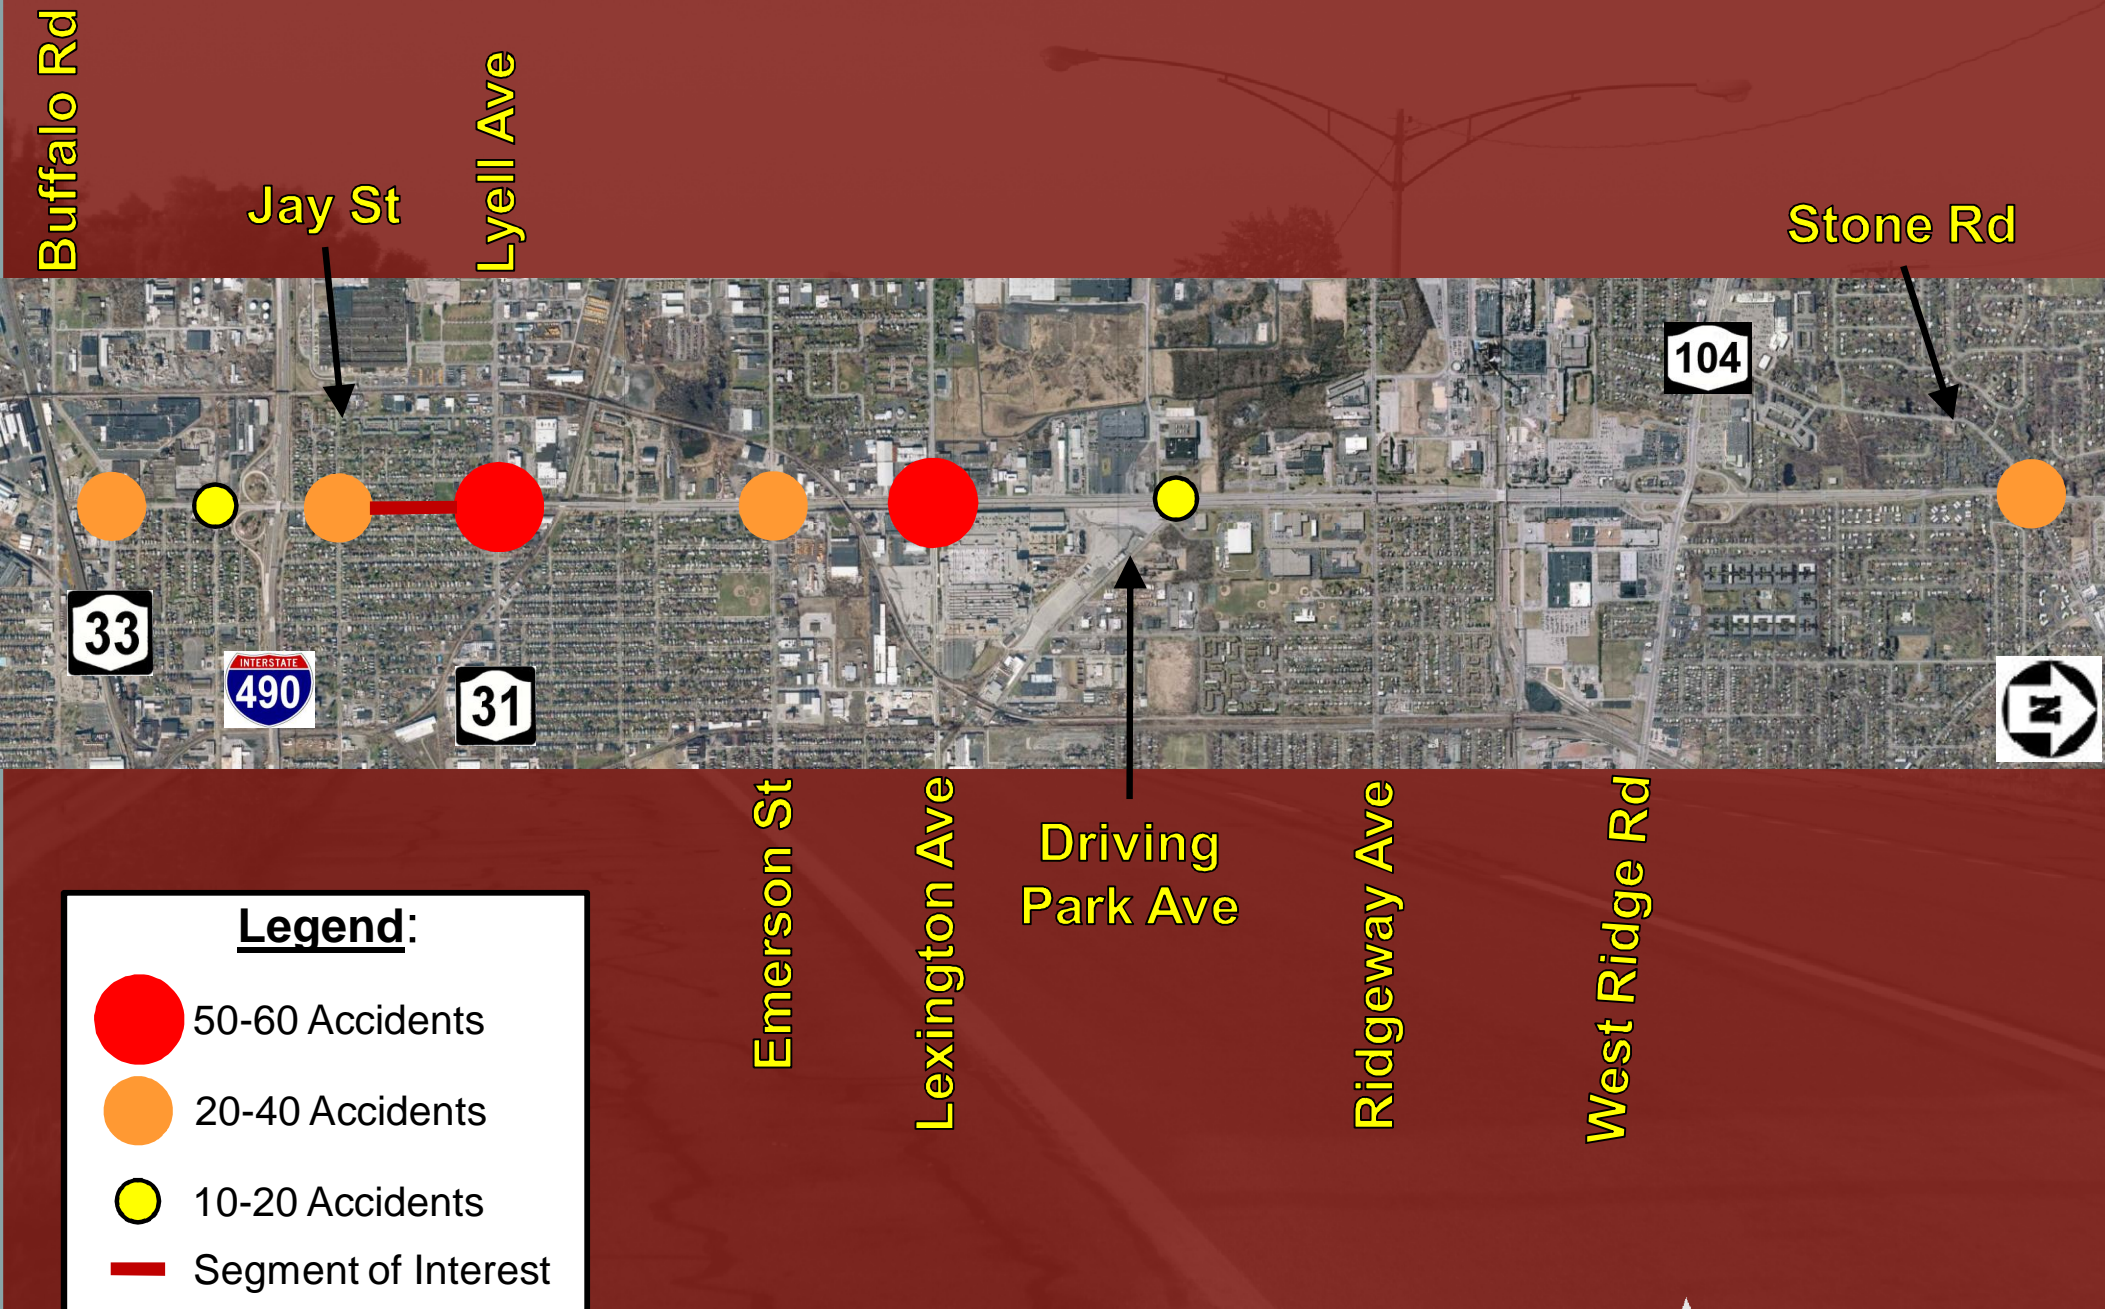 Buffalo Rd
Lyell Ave
Jay St
Stone Rd
104
33
INTERSTATE
490
31
N
Emerson St
Lexington Ave
Driving
Park Ave
Ridgeway Ave
West Ridge Rd
Legend:
50-60 Accidents
20-40 Accidents
10-20 Accidents
Segment of Interest